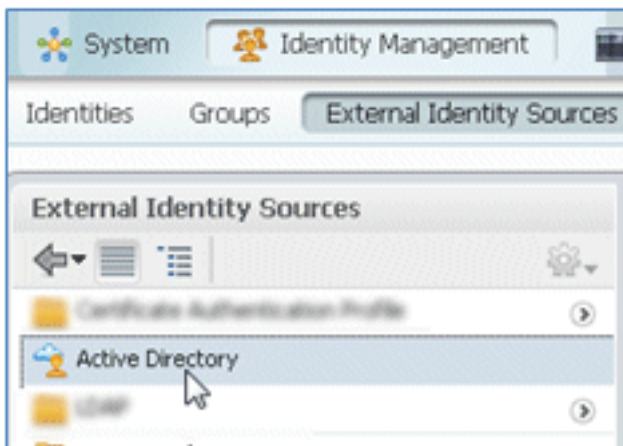 System Identity Management
Identities Groups External Identity Sources
External Identity Sources
Active Directory